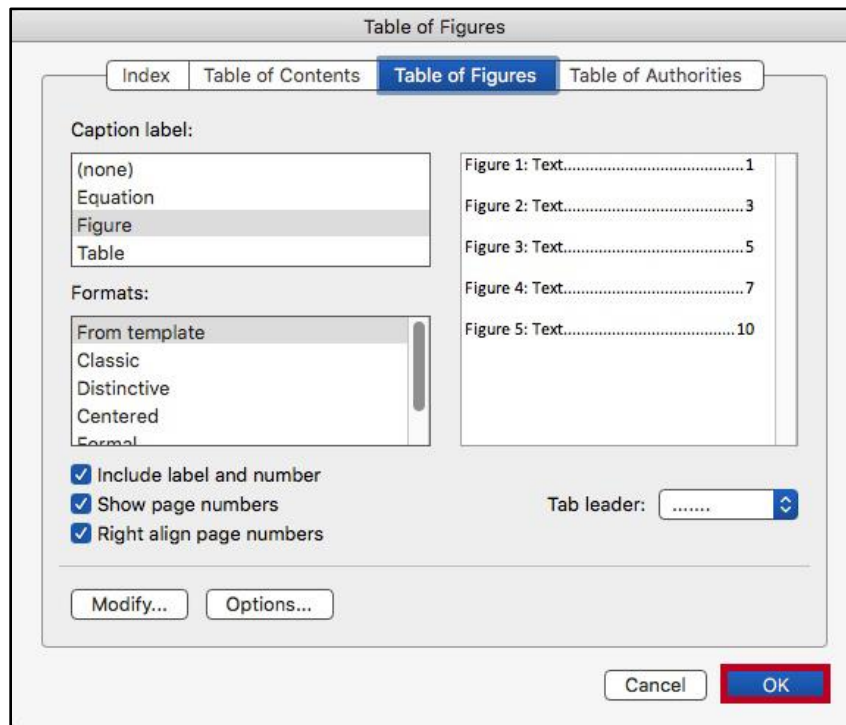 Table of Figures
Index Table of Contents Table of Figures Table of Authorities
Caption label:
(none)
Equation
Figure
Table
Figure 1: Text...........................................1
Figure 2: Text...........................................3
Figure 3: Text...........................................5
Figure 4: Text...........................................7
Figure 5: Text.........................................10
Formats:
From template
Classic
Distinctive
Centered
Formal
Include label and number
Show page numbers
Right align page numbers
Tab leader: .......
Modify... Options...
Cancel OK